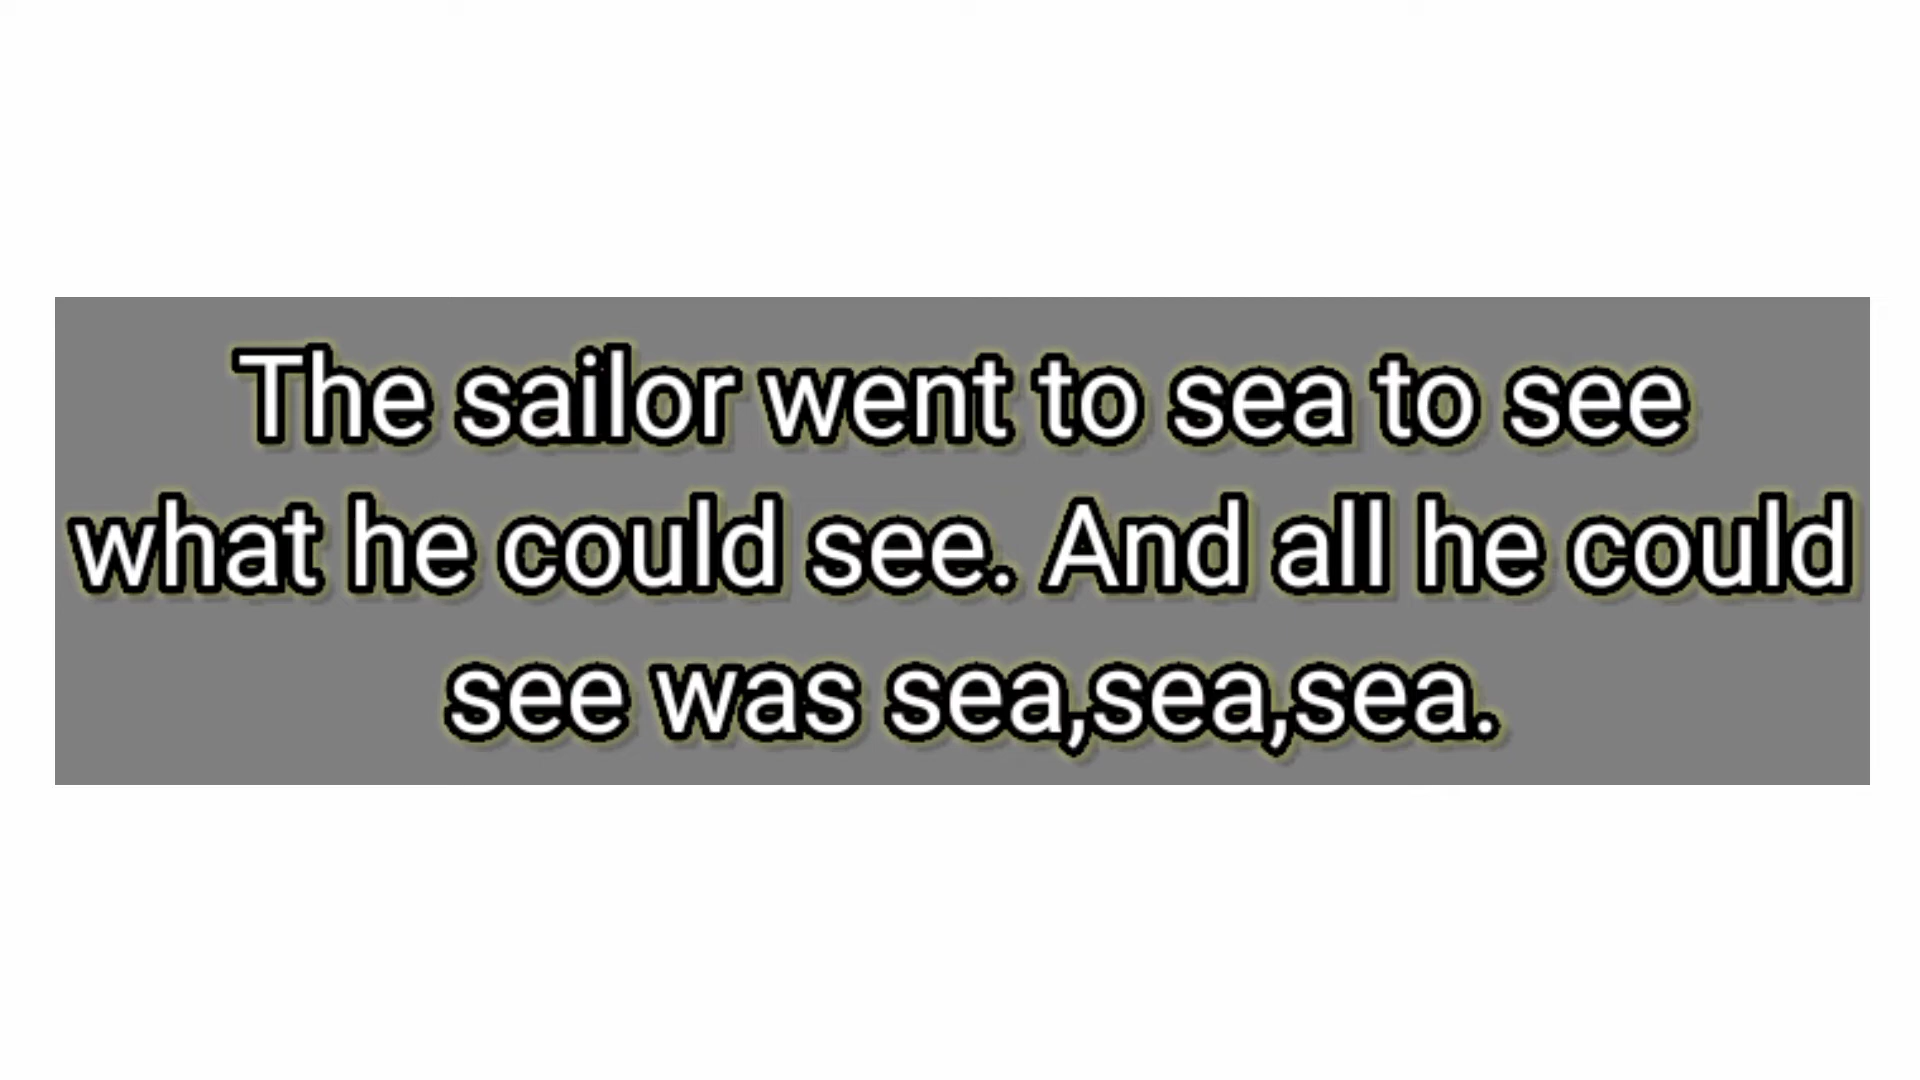 The sailor went to sea to see
what he could see. And all he could
see was sea,sea,sea.